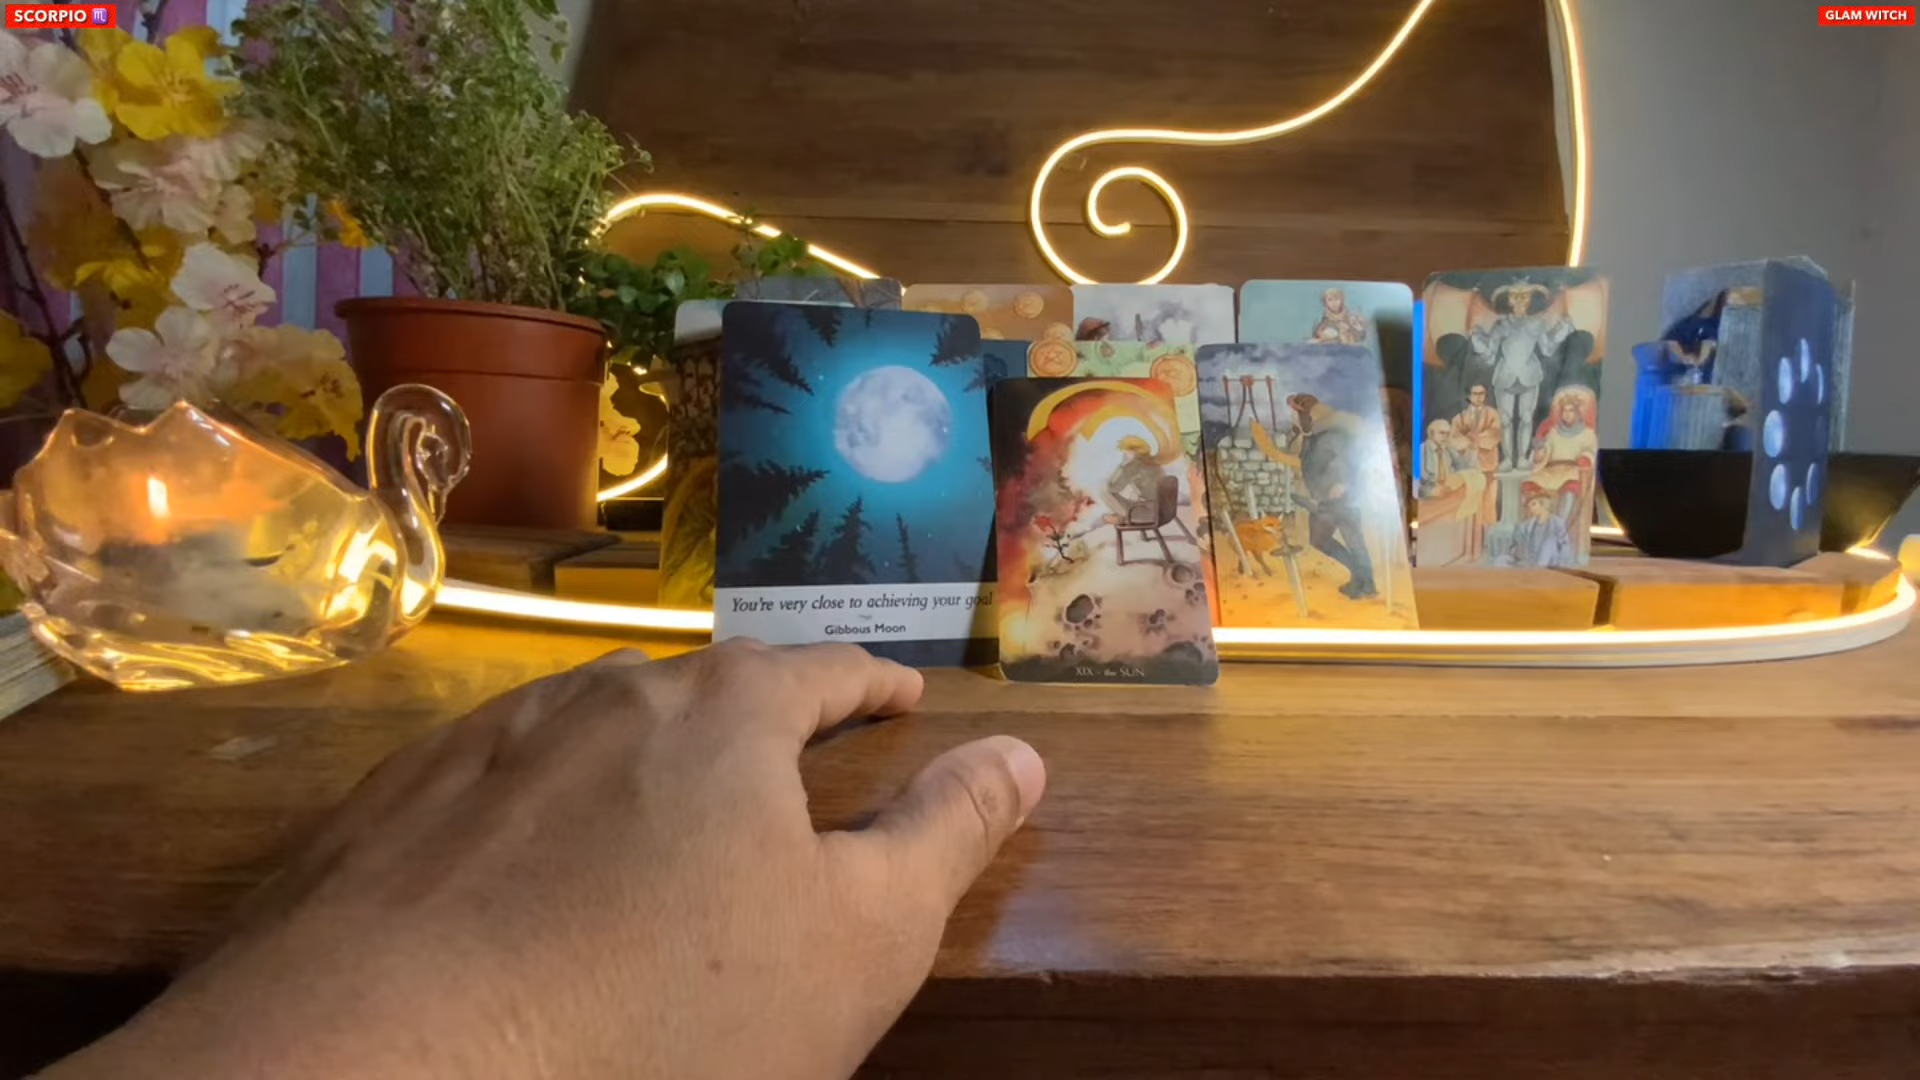 SCORPIO ♏
GLAM WITCH
You're very close to achieving your goal
Gibbous Moon
XIX - the SUN